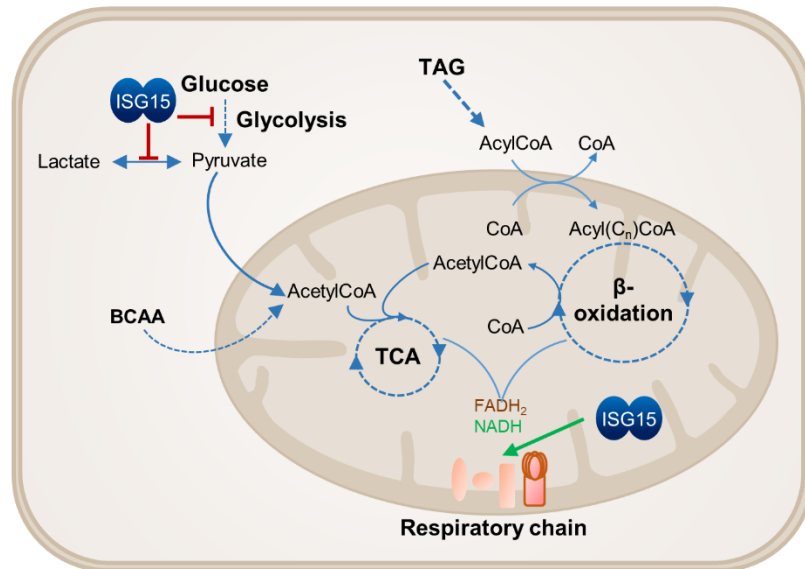 TAG
Glucose
ISG15
Glycolysis
AcylCoA
CoA
Lactate
Pyruvate
CoA
Acyl(Cₙ)CoA
AcetylCoA
AcetylCoA
β-
oxidation
BCAA
CoA
TCA
FADH₂
NADH
ISG15
Respiratory chain